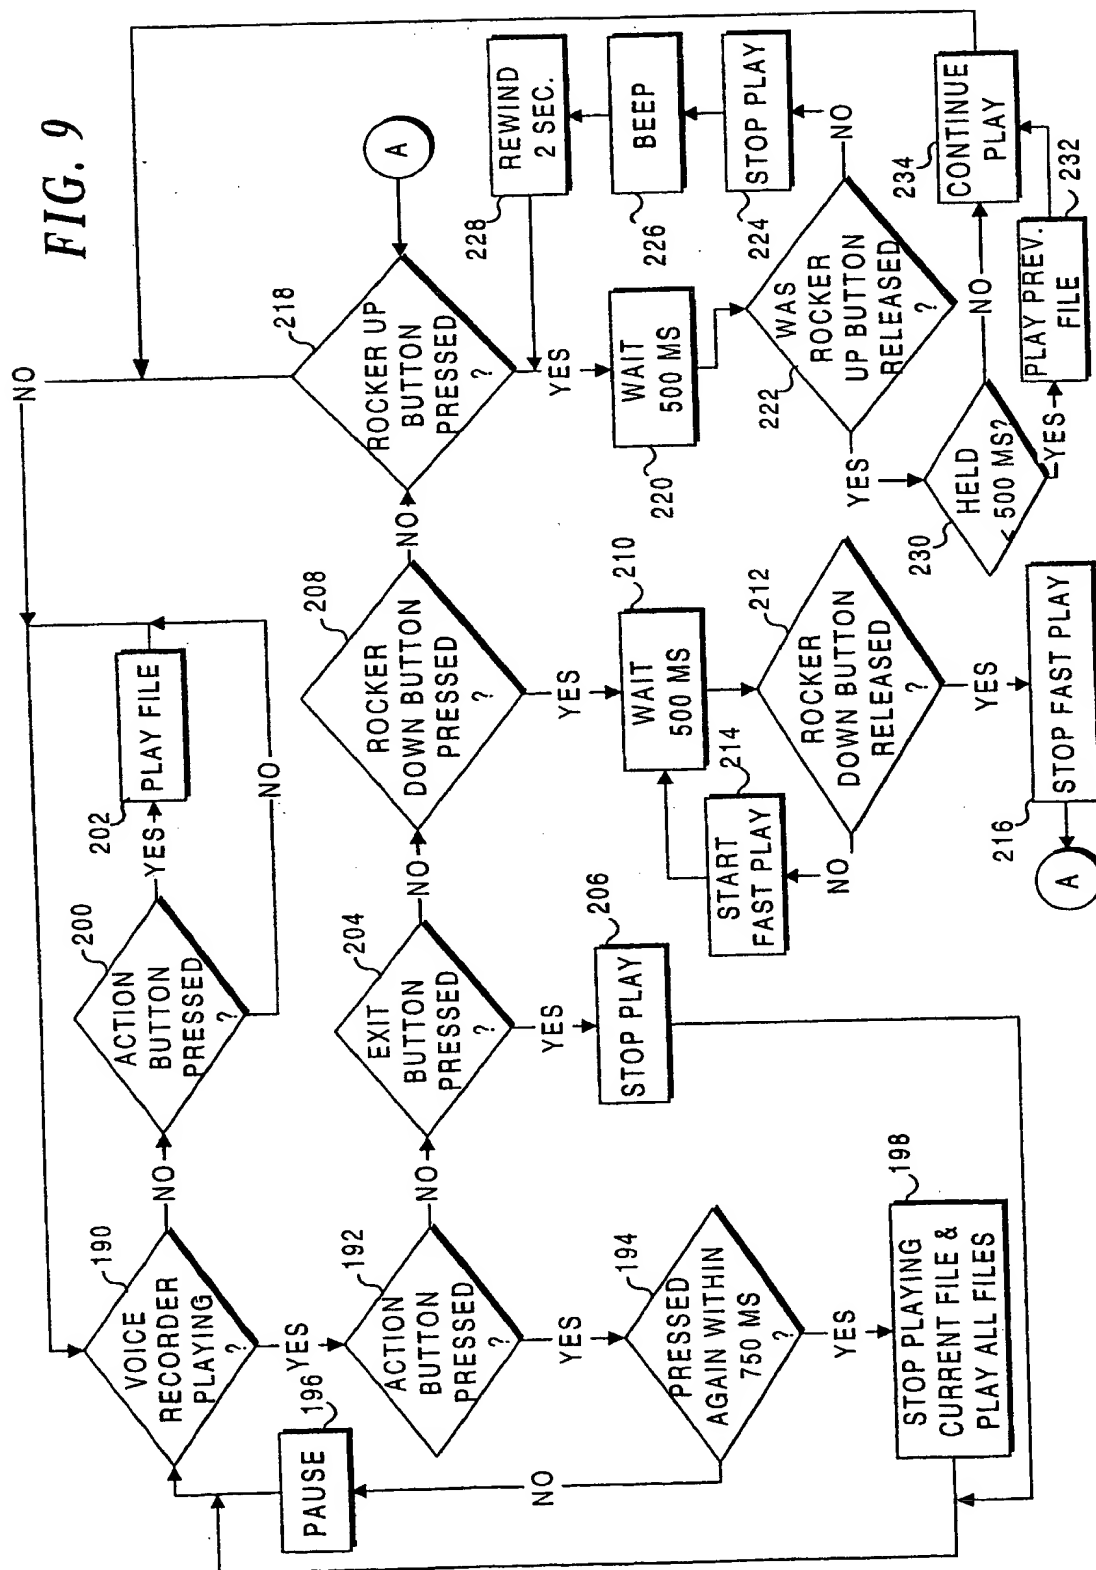 FIG. 9
190
VOICE
RECORDER
PLAYING
?
NO
YES
200
ACTION
BUTTON
PRESSED
?
YES
NO
202
PLAY FILE
NO
196
PAUSE
192
ACTION
BUTTON
PRESSED
?
NO
YES
204
EXIT
BUTTON
PRESSED
?
NO
YES
208
ROCKER
DOWN BUTTON
PRESSED
?
NO
YES
218
ROCKER UP
BUTTON
PRESSED
?
YES
A
194
PRESSED
AGAIN WITHIN
750 MS
?
NO
YES
198
STOP PLAYING
CURRENT FILE &
PLAY ALL FILES
206
STOP PLAY
210
WAIT
500 MS
214
START
FAST PLAY
212
ROCKER
DOWN BUTTON
RELEASED
?
NO
YES
216
STOP FAST PLAY
A
220
WAIT
500 MS
228
REWIND
2 SEC.
226
BEEP
224
STOP PLAY
222
WAS
ROCKER
UP BUTTON
RELEASED
?
NO
YES
230
HELD
< 500 MS?
NO
YES
234
CONTINUE
PLAY
232
PLAY PREV.
FILE